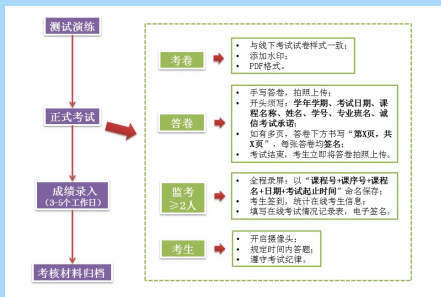 测试演练
正式考试
成绩录入
(3-5个工作日)
考核材料归档
考卷
• 与线下考试试卷样式一致;
• 添加水印;
• PDF格式。
答卷
• 手写答卷,拍照上传;
• 开头须写:学年学期、考试日期、课
程名称、姓名、学号、专业班名、诚
信考试承诺;
• 如有多页,答卷下方书写“第X页,共
X页”,每张答卷均签名;
• 考试结束,考生立即将答卷拍照上传。
监考
≥2人
• 全程录屏:以“课程号+课序号+课程
名+日期+考试起止时间”命名保存;
• 考生签到,统计在线考生信息;
• 填写在线考试情况记录表,电子签名。
考生
• 开启摄像头;
• 规定时间内答题;
• 遵守考试纪律。